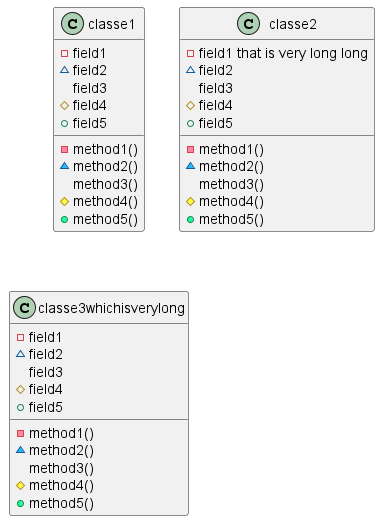 C classe1
field1
field2
field3
field4
field5
method1()
method2()
method3()
method4()
method5()
C classe2
field1 that is very long long
field2
field3
field4
field5
method1()
method2()
method3()
method4()
method5()
C classe3whichisverylong
field1
field2
field3
field4
field5
method1()
method2()
method3()
method4()
method5()